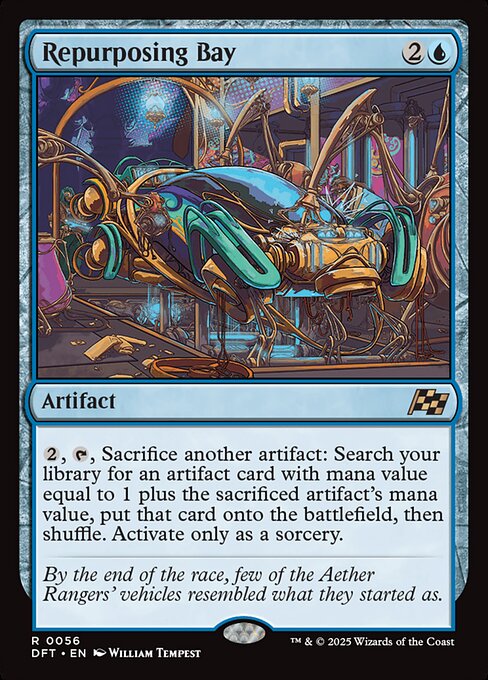 Repurposing Bay 2
Artifact
2, Sacrifice another artifact: Search your
library for an artifact card with mana value
equal to 1 plus the sacrificed artifact's mana
value, put that card onto the battlefield, then
shuffle. Activate only as a sorcery.
By the end of the race, few of the Aether
Rangers' vehicles resembled what they started as.
R 0056
DFT • EN WILLIAM TEMPEST
™ & © 2025 Wizards of the Coast